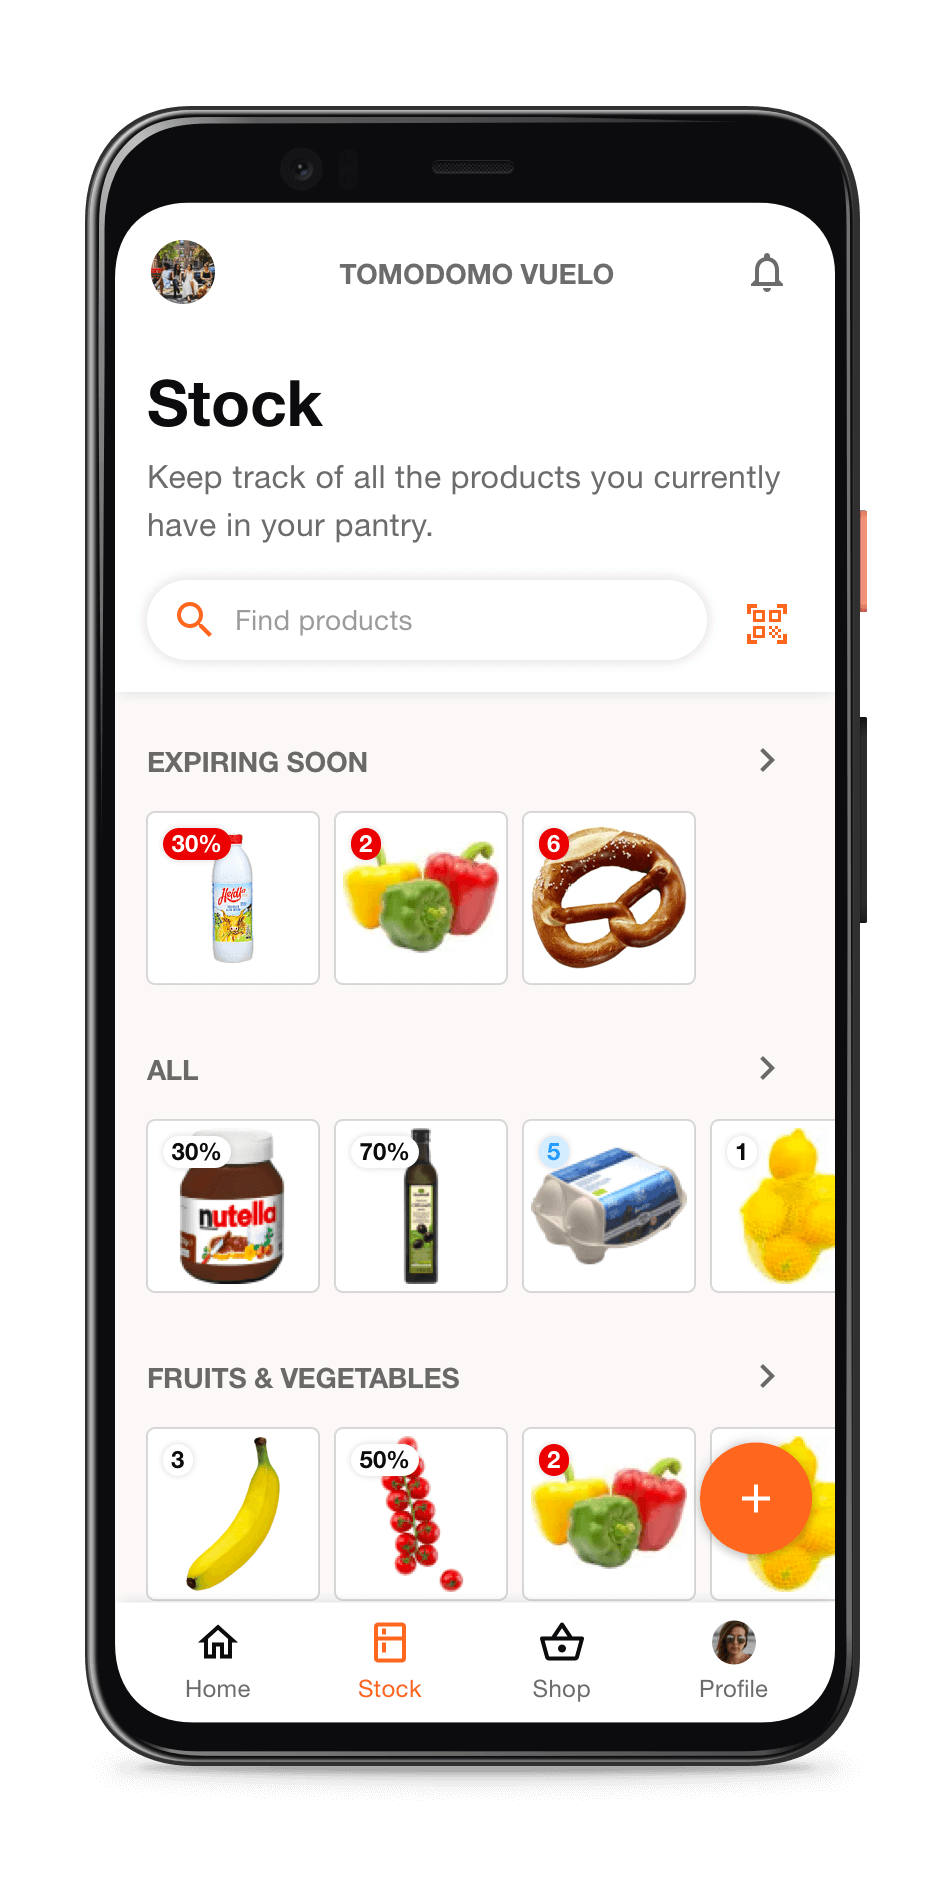 TOMODOMO VUELO
Stock
Keep track of all the products you currently
have in your pantry.
Find products
EXPIRING SOON
30%
2
6
ALL
30%
70%
5
1
nutella
FRUITS & VEGETABLES
3
50%
2
Home
Stock
Shop
Profile